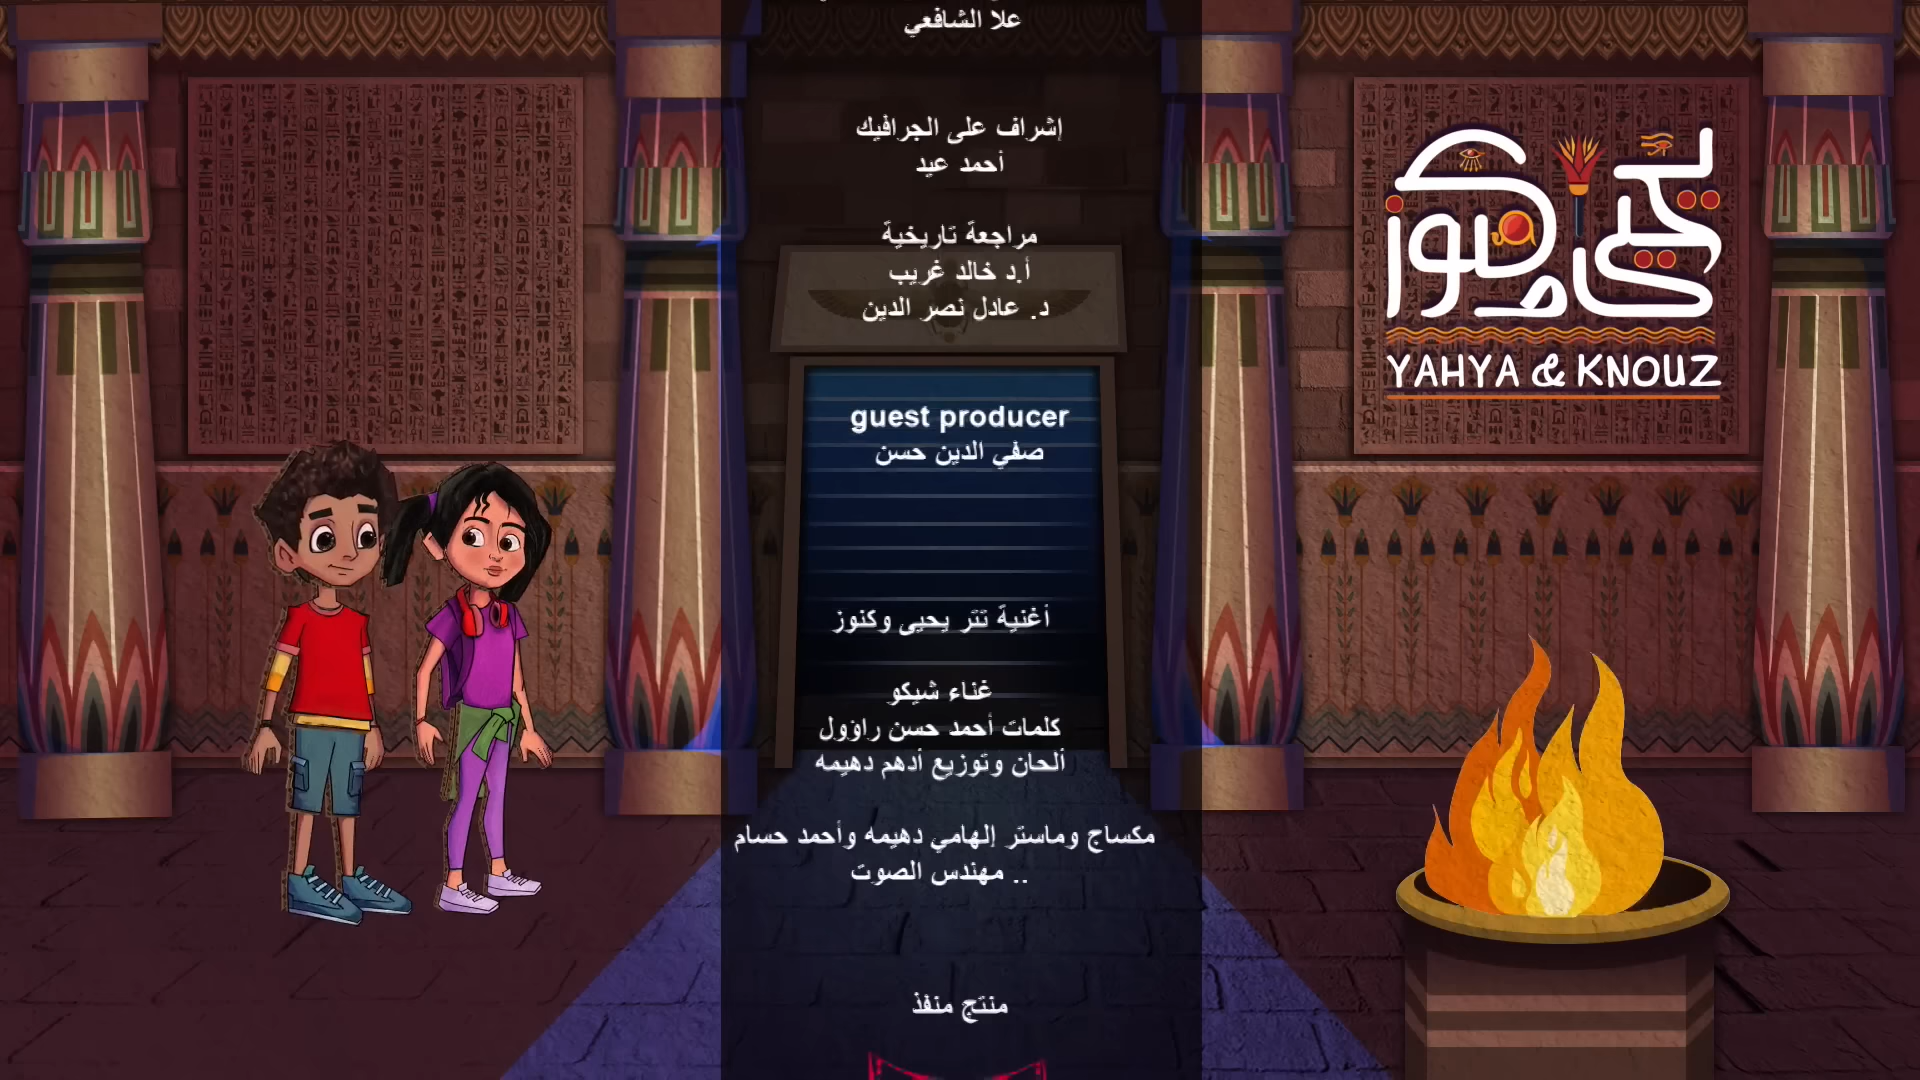 علا الشافعي
إشراف على الجرافيك
أحمد عيد
مراجعة تاريخية
أ.د خالد غريب
د. عادل نصر الدين
guest producer
صفي الدين حسن
أغنية تتر يحيى وكنوز
غناء شيكو
كلمات أحمد حسن راؤول
ألحان وتوزيع أدهم دهيمه
مكساج وماستر إلهامي دهيمه وأحمد حسام
مهندس الصوت ..
منتج منفذ
يحيى وكنوز
YAHYA & KNOUZ